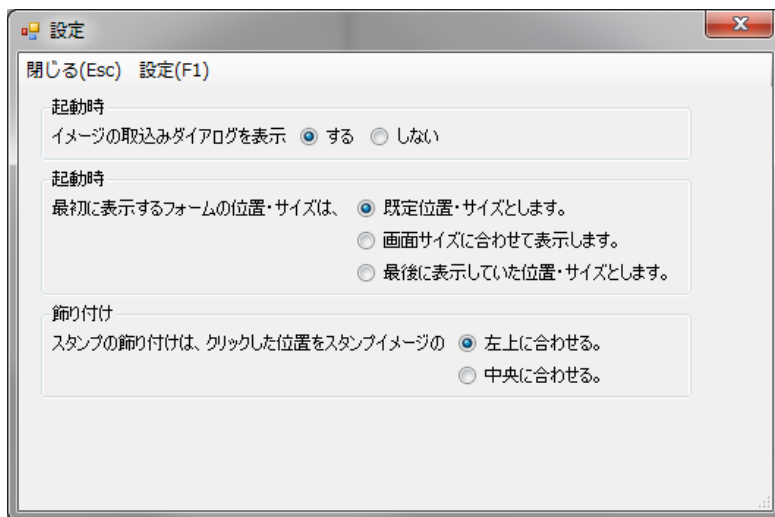 設定
閉じる(Esc) 設定(F1)
起動時
イメージの取込みダイアログを表示 する しない
起動時
最初に表示するフォームの位置・サイズは、 既定位置・サイズとします。
画面サイズに合わせて表示します。
最後に表示していた位置・サイズとします。
飾り付け
スタンプの飾り付けは、クリックした位置をスタンプイメージの 左上に合わせる。
中央に合わせる。